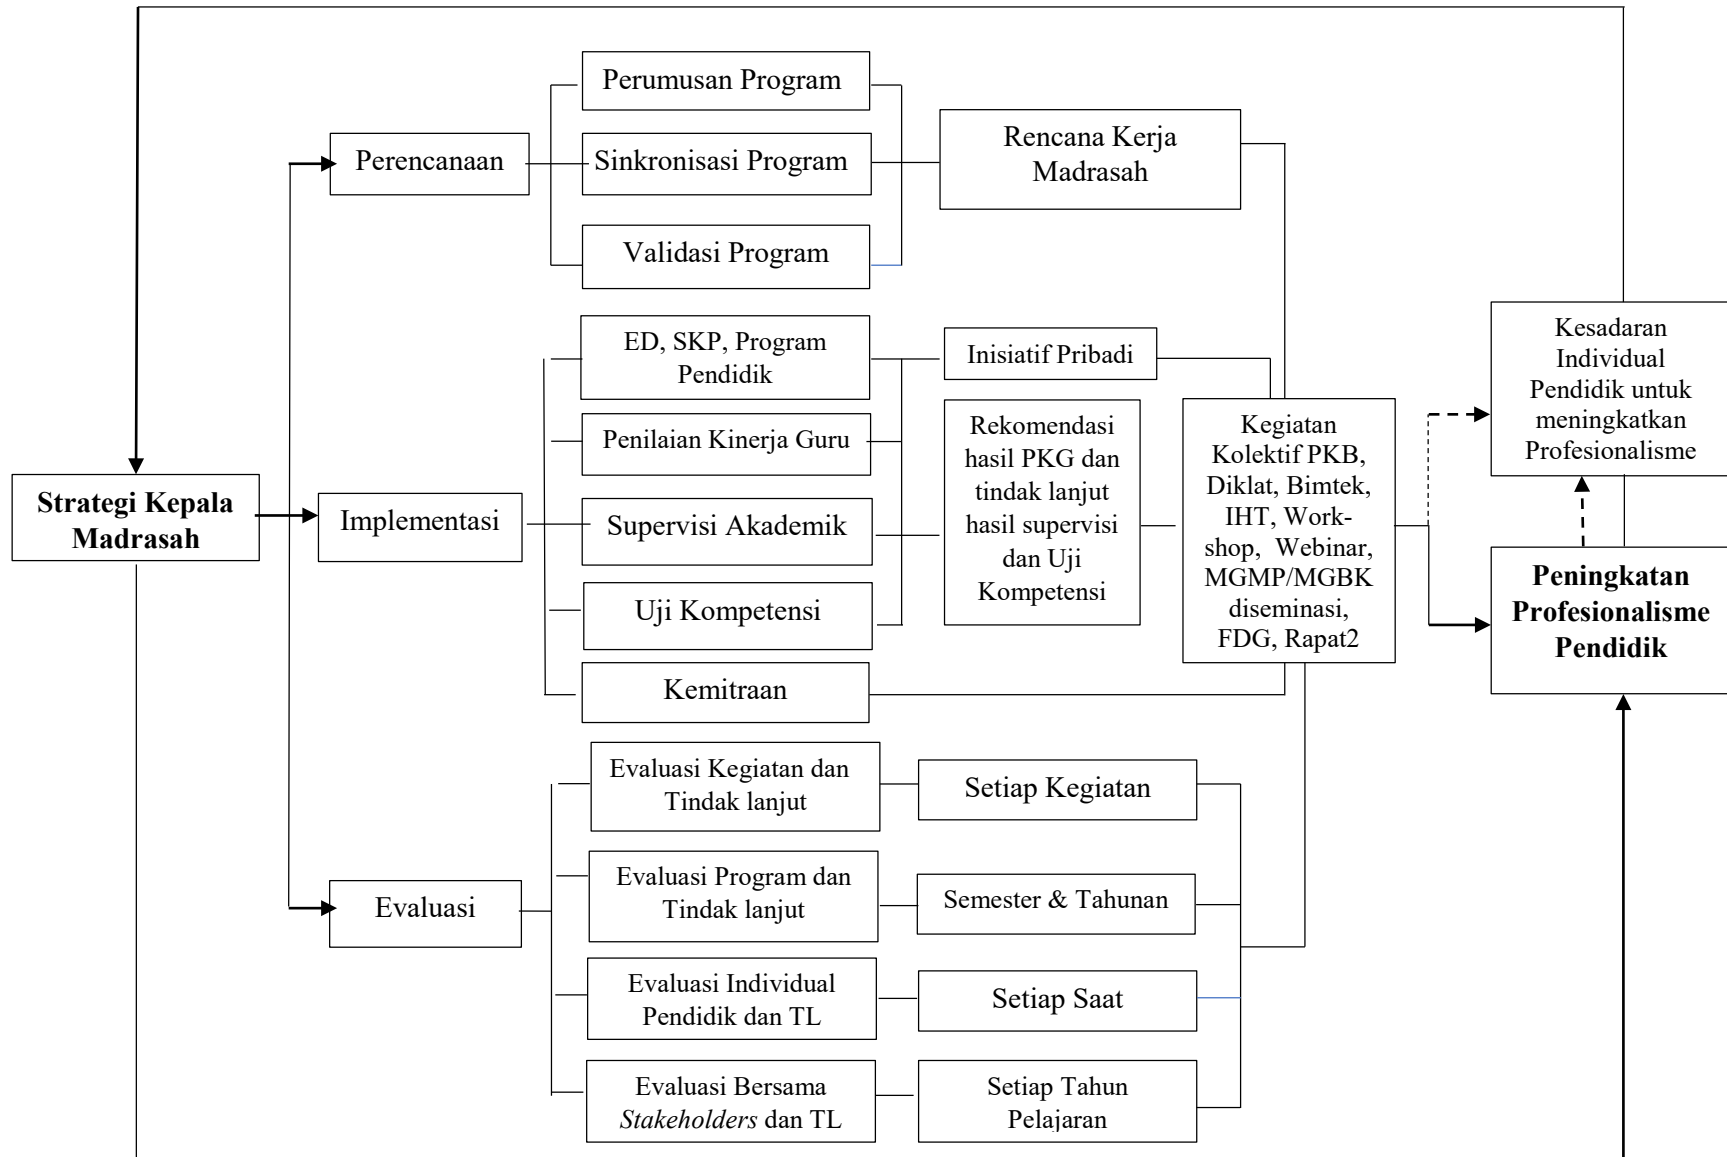 Perumusan Program
Perencanaan
Sinkronisasi Program
Rencana Kerja
Madrasah
Validasi Program
Strategi Kepala
Madrasah
Implementasi
ED, SKP, Program
Pendidik
Inisiatif Pribadi
Penilaian Kinerja Guru
Supervisi Akademik
Uji Kompetensi
Rekomendasi
hasil PKG dan
tindak lanjut
hasil supervisi
dan Uji
Kompetensi
Kemitraan
Kegiatan
Kolektif PKB,
Diklat, Bimtek,
IHT, Work-
shop, Webinar,
MGMP/MGBK
diseminasi,
FDG, Rapat2
Kesadaran
Individual
Pendidik untuk
meningkatkan
Profesionalisme
Peningkatan
Profesionalisme
Pendidik
Evaluasi
Evaluasi Kegiatan dan
Tindak lanjut
Setiap Kegiatan
Evaluasi Program dan
Tindak lanjut
Semester & Tahunan
Evaluasi Individual
Pendidik dan TL
Setiap Saat
Evaluasi Bersama
Stakeholders dan TL
Setiap Tahun
Pelajaran